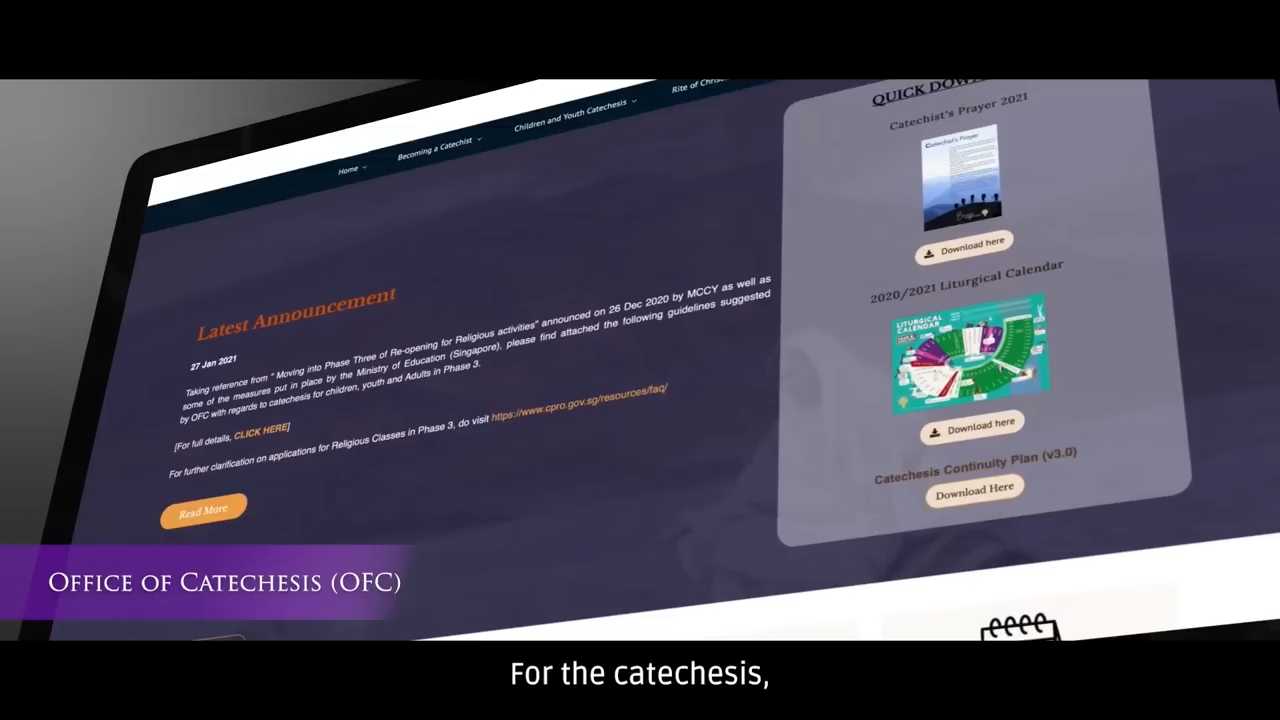 Home
Becoming a Catechist
Children and Youth Catechesis
Rite of
QUICK
Catechist's Prayer 2021
Catechist's Prayer
Download here
2020/2021 Liturgical Calendar
LITURGICAL
CALENDAR
Download here
Catechesis Continuity Plan (v3.0)
Download Here
Latest Announcement
27 Jan 2021
Taking reference from " Moving into Phase Three of Re-opening for Religious activities" announced on 26 Dec 2020 by MCCY as well as
some of the measures put in place by the Ministry of Education (Singapore), please find attached the following guidelines suggested
by OFC with regards to catechesis for children, youth and Adults in Phase 3.
[For full details, CLICK HERE]
For further clarification on applications for Religious Classes in Phase 3, do visit https://www.cpro.gov.sg/resources/faq/
Read More
Office of Catechesis (OFC)
For the catechesis,